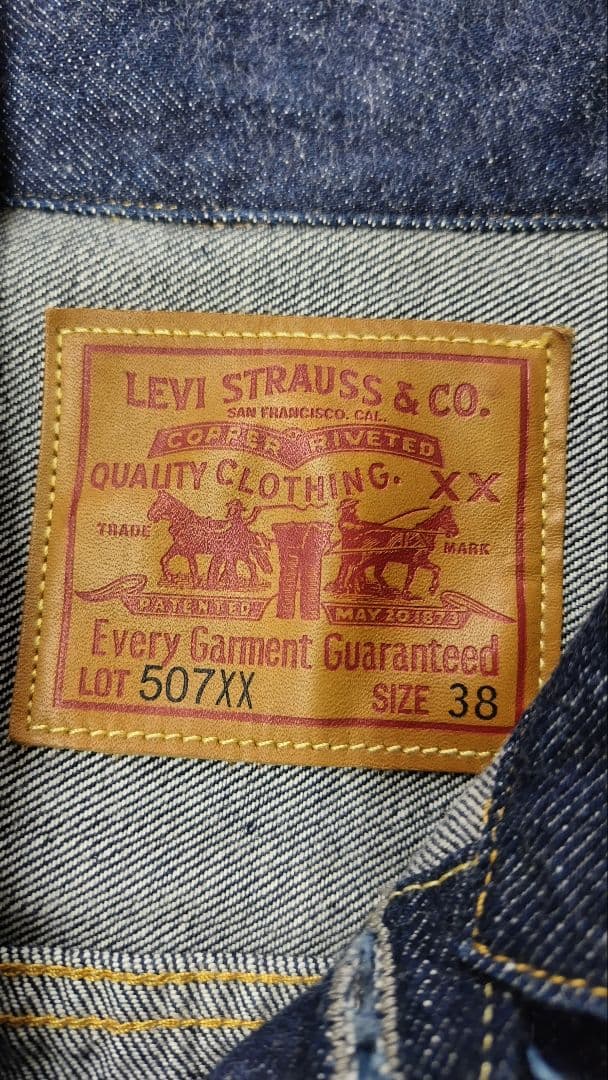 LEVI STRAUSS & CO.
SAN FRANCISCO. CAL.
COPPER RIVETED
QUALITY CLOTHING. XX
TRADE MARK
PATENTED MAY 20 1873
Every Garment Guaranteed
LOT 507XX SIZE 38